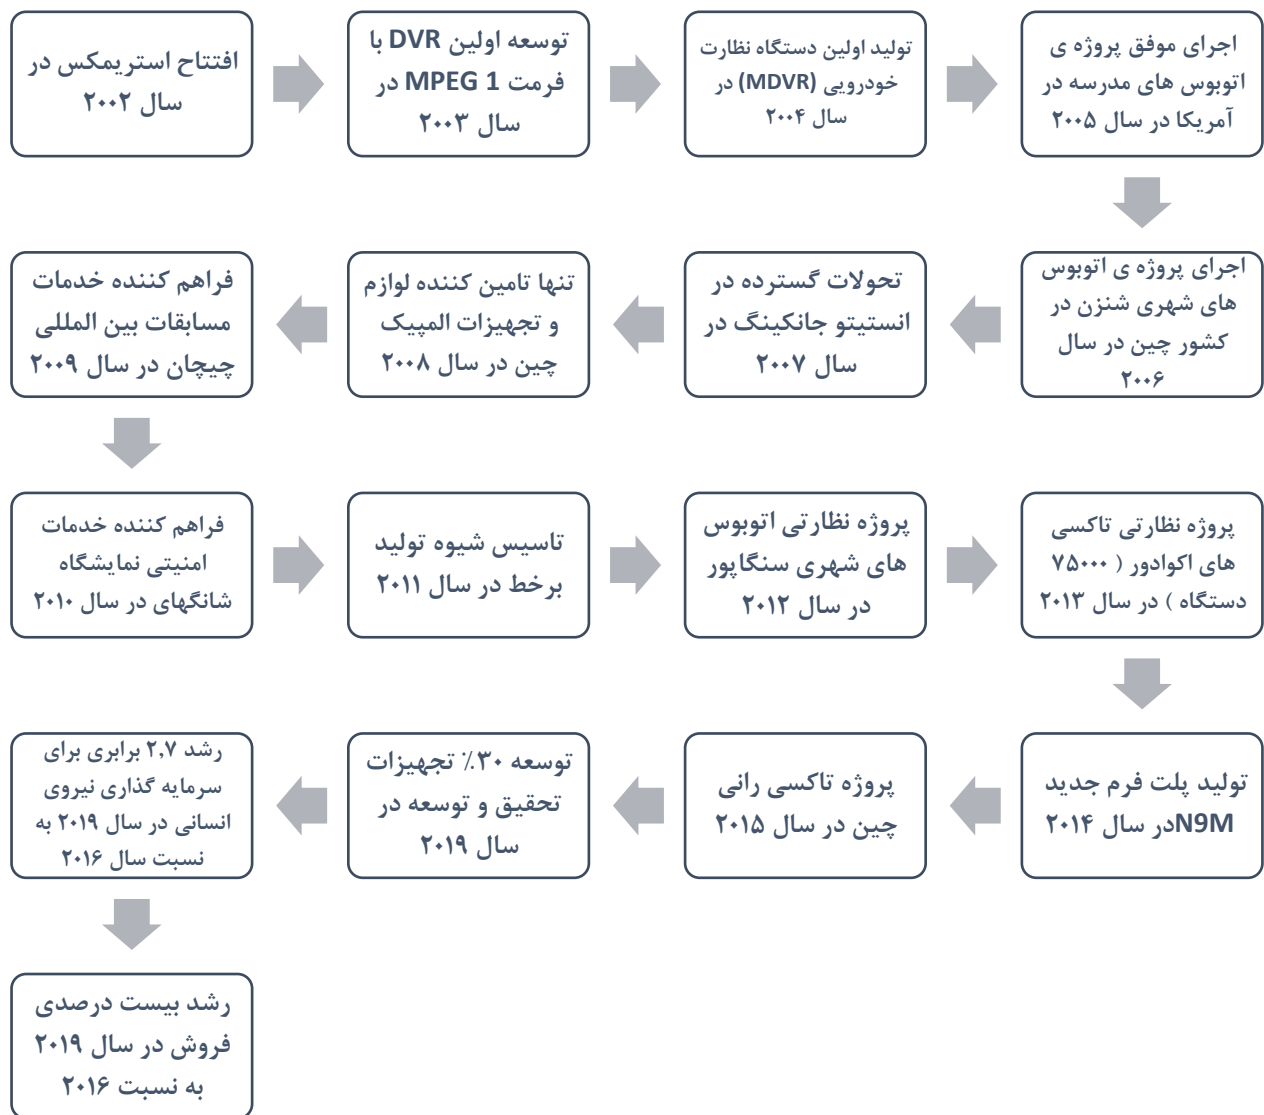 افتتاح استریمکس در
سال ۲۰۰۲
توسعه اولین DVR با
فرمت MPEG 1 در
سال ۲۰۰۳
تولید اولین دستگاه نظارت
خودرویی (MDVR) در
سال ۲۰۰۴
اجرای موفق پروژه ی
اتوبوس های مدرسه در
آمریکا در سال ۲۰۰۵
اجرای پروژه ی اتوبوس
های شهری شنزن در
کشور چین در سال
۲۰۰۶
تحولات گسترده در
انستیتو جانکینگ در
سال ۲۰۰۷
تنها تامین کننده لوازم
و تجهیزات المپیک
چین در سال ۲۰۰۸
فراهم کننده خدمات
مسابقات بین المللی
چیچان در سال ۲۰۰۹
فراهم کننده خدمات
امنیتی نمایشگاه
شانگهای در سال ۲۰۱۰
تاسیس شیوه تولید
برخط در سال ۲۰۱۱
پروژه نظارتی اتوبوس
های شهری سنگاپور
در سال ۲۰۱۲
پروژه نظارتی تاکسی
های اکوادور ( ۷۵۰۰۰
دستگاه ) در سال ۲۰۱۳
تولید پلت فرم جدید
N9Mدر سال ۲۰۱۴
پروژه تاکسی رانی
چین در سال ۲۰۱۵
توسعه ۳۰٪ تجهیزات
تحقیق و توسعه در
سال ۲۰۱۹
رشد ۲٫۷ برابری برای
سرمایه گذاری نیروی
انسانی در سال ۲۰۱۹ به
نسبت سال ۲۰۱۶
رشد بیست درصدی
فروش در سال ۲۰۱۹
به نسبت ۲۰۱۶